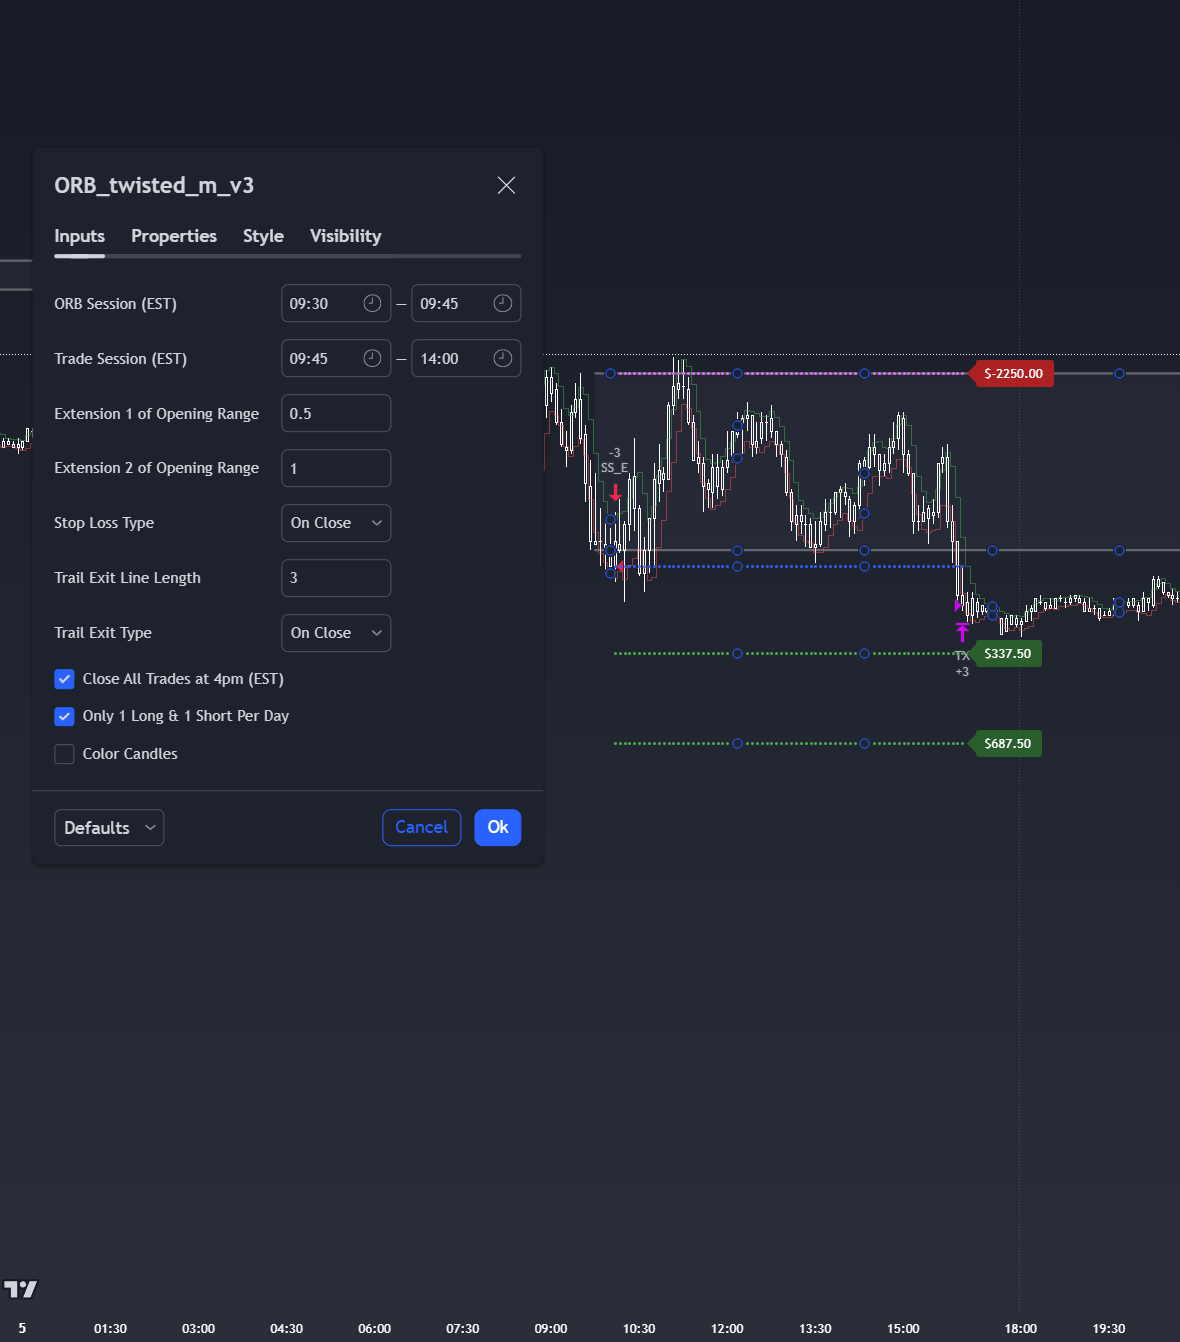 ORB_twisted_m_v3
Inputs Properties Style Visibility
ORB Session (EST) 09:30 — 09:45
Trade Session (EST) 09:45 — 14:00
Extension 1 of Opening Range 0.5
Extension 2 of Opening Range 1
Stop Loss Type On Close
Trail Exit Line Length 3
Trail Exit Type On Close
Close All Trades at 4pm (EST)
Only 1 Long & 1 Short Per Day
Color Candles
Defaults Cancel Ok
$-2250.00
-3
SS_E
$337.50
TX
+3
$687.50
5 01:30 03:00 04:30 06:00 07:30 09:00 10:30 12:00 13:30 15:00 18:00 19:30